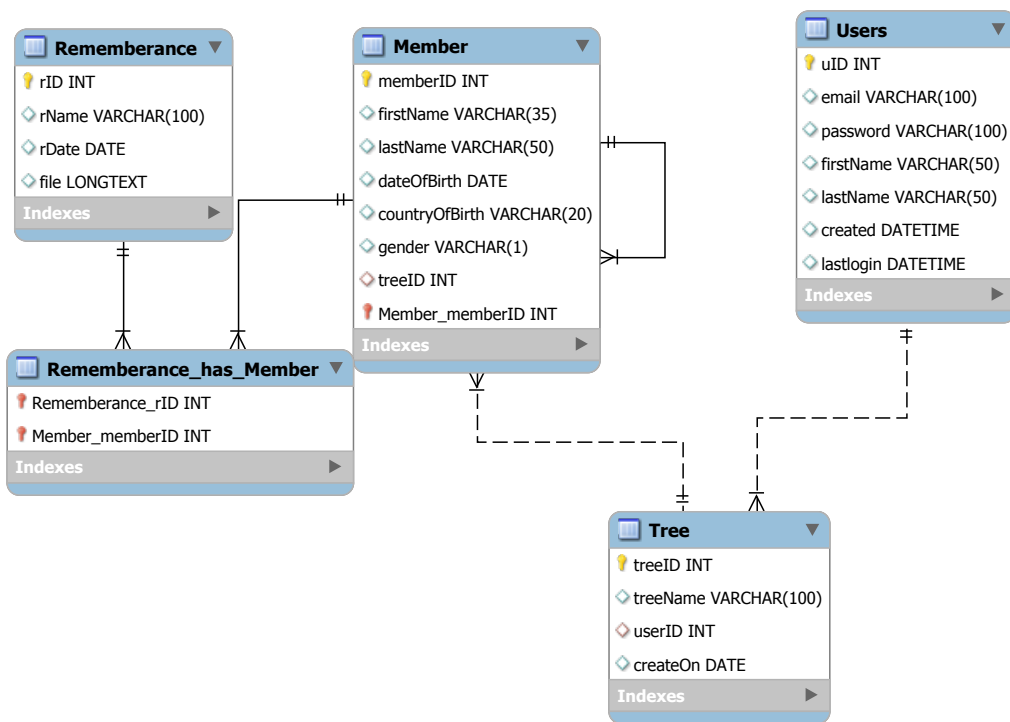 Rememberance
rID INT
rName VARCHAR(100)
rDate DATE
file LONGTEXT
Indexes
Member
memberID INT
firstName VARCHAR(35)
lastName VARCHAR(50)
dateOfBirth DATE
countryOfBirth VARCHAR(20)
gender VARCHAR(1)
treeID INT
Member_memberID INT
Indexes
Users
uID INT
email VARCHAR(100)
password VARCHAR(100)
firstName VARCHAR(50)
lastName VARCHAR(50)
created DATETIME
lastlogin DATETIME
Indexes
Rememberance_has_Member
Rememberance_rID INT
Member_memberID INT
Indexes
Tree
treeID INT
treeName VARCHAR(100)
userID INT
createOn DATE
Indexes